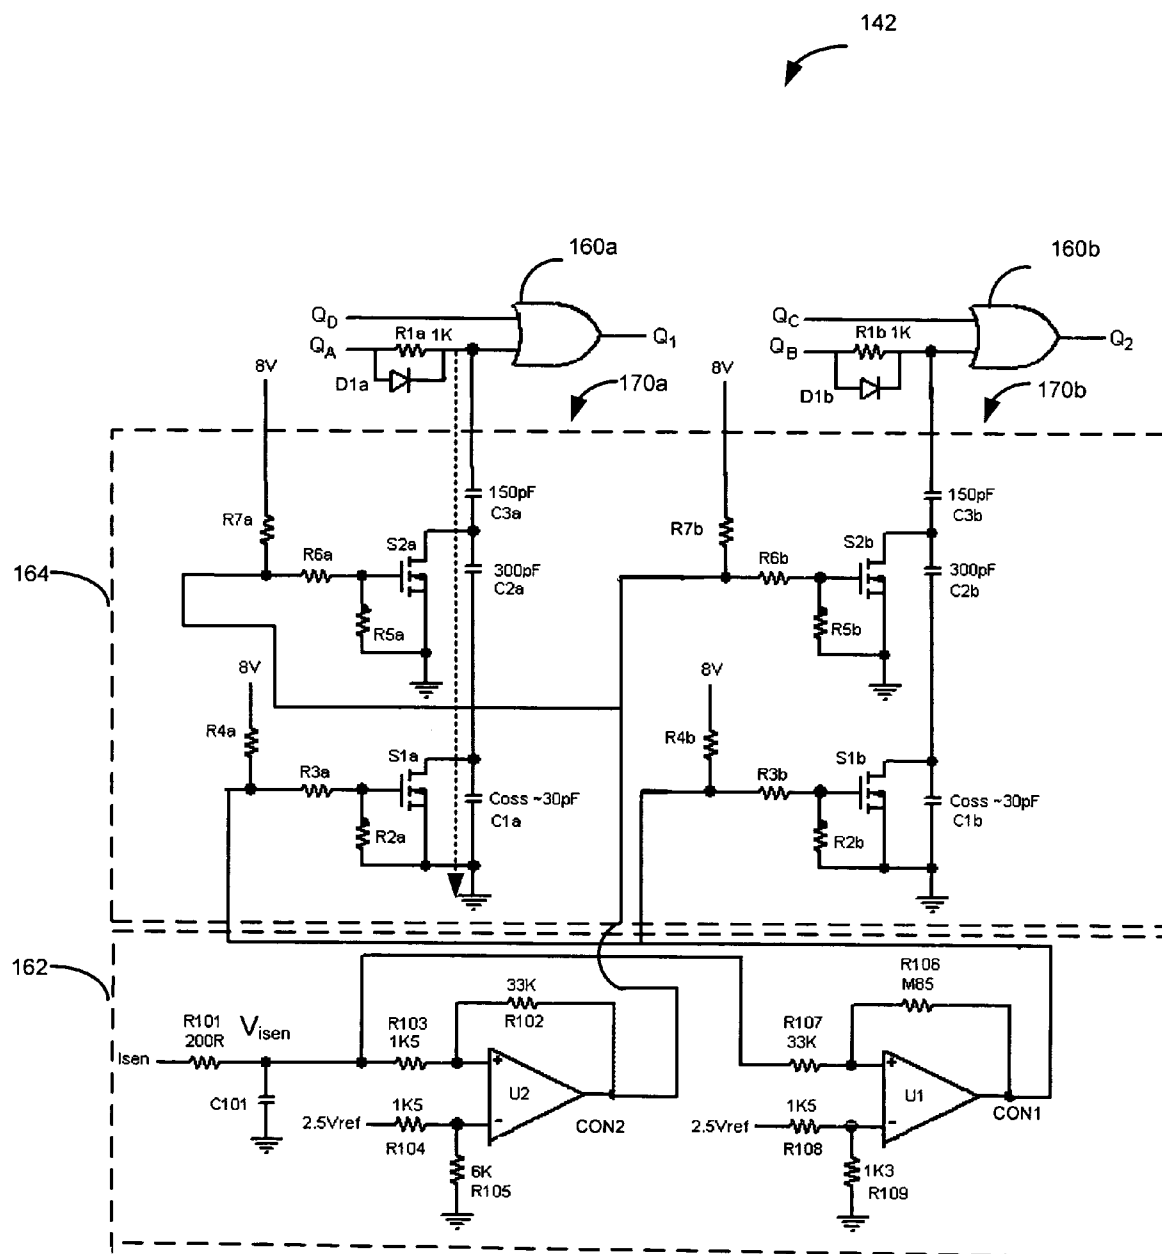 142
160a
160b
QD
R1a 1K
QA
Q1
D1a
QC
R1b 1K
QB
Q2
D1b
8V
170a
8V
170b
150pF
C3a
150pF
C3b
R7a
R7b
S2a
S2b
R6a
R6b
164
300pF
C2a
300pF
C2b
R5a
R5b
8V
8V
R4a
R4b
S1a
S1b
R3a
R3b
Coss ~30pF
C1a
Coss ~30pF
C1b
R2a
R2b
162
R101
200R
Visen
Isen
C101
R103
1K5
33K
R102
U2
CON2
2.5Vref
1K5
R104
6K
R105
R107
33K
R106
M85
U1
CON1
2.5Vref
1K5
R108
1K3
R109
+
-
+
-